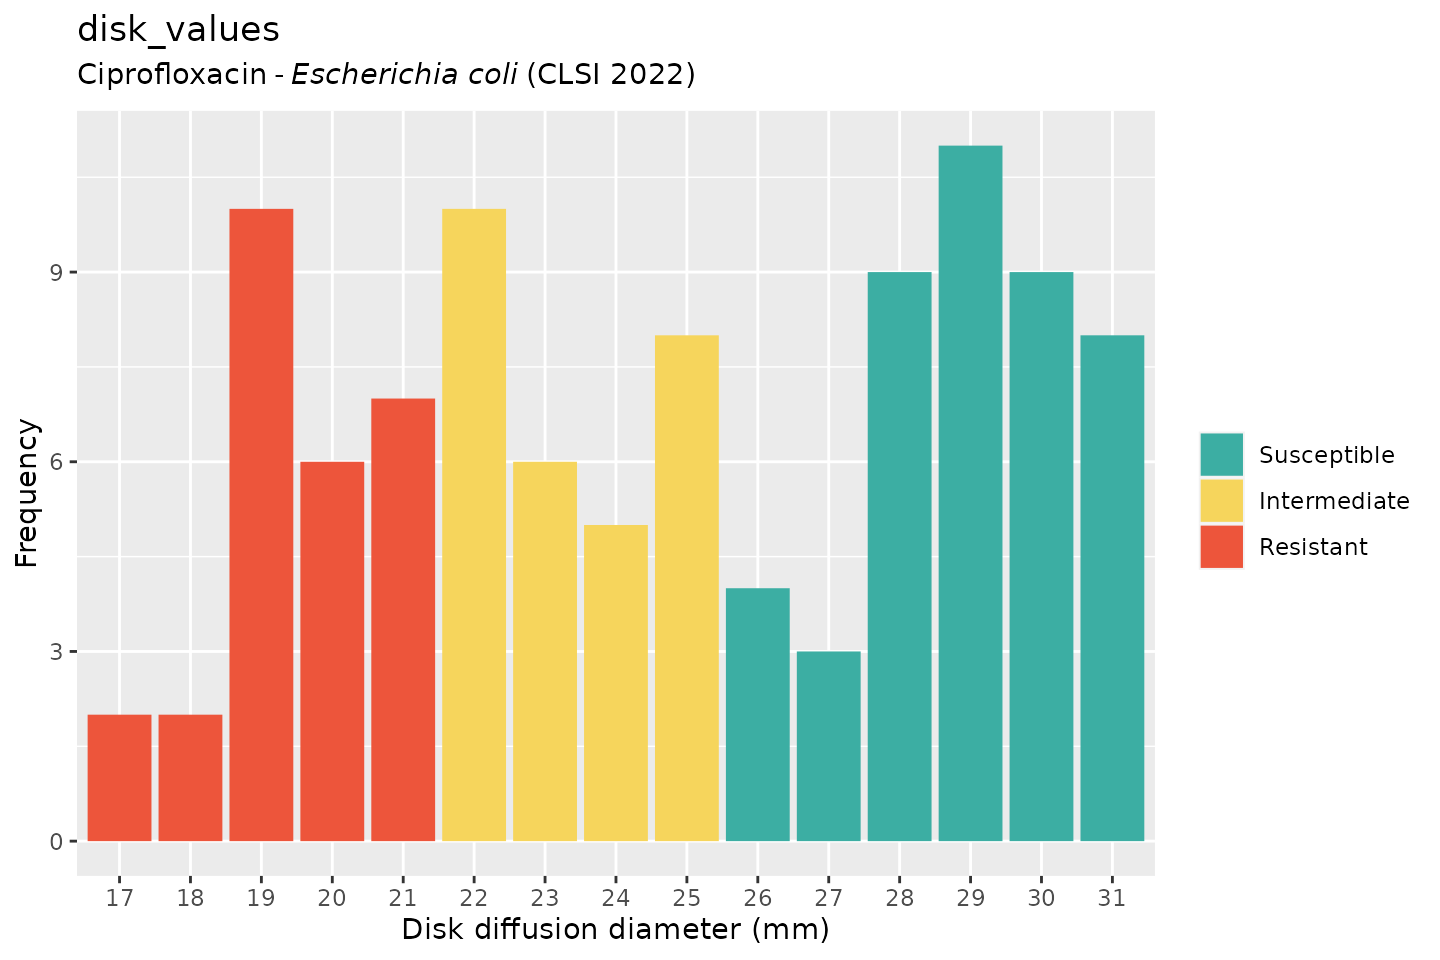 disk_values
Ciprofloxacin - Escherichia coli (CLSI 2022)
Frequency
9
6
3
0
17 18 19 20 21 22 23 24 25 26 27 28 29 30 31
Disk diffusion diameter (mm)
Susceptible
Intermediate
Resistant